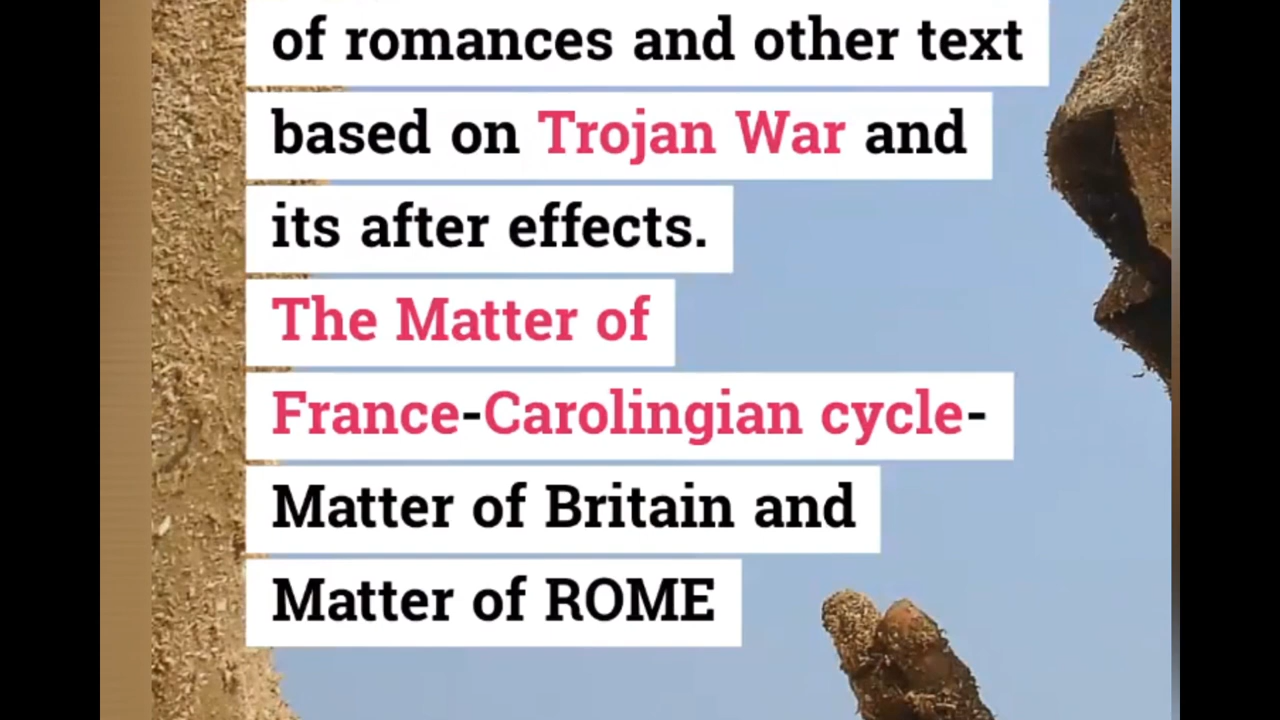 of romances and other text
based on Trojan War and
its after effects.
The Matter of
France-Carolingian cycle-
Matter of Britain and
Matter of ROME